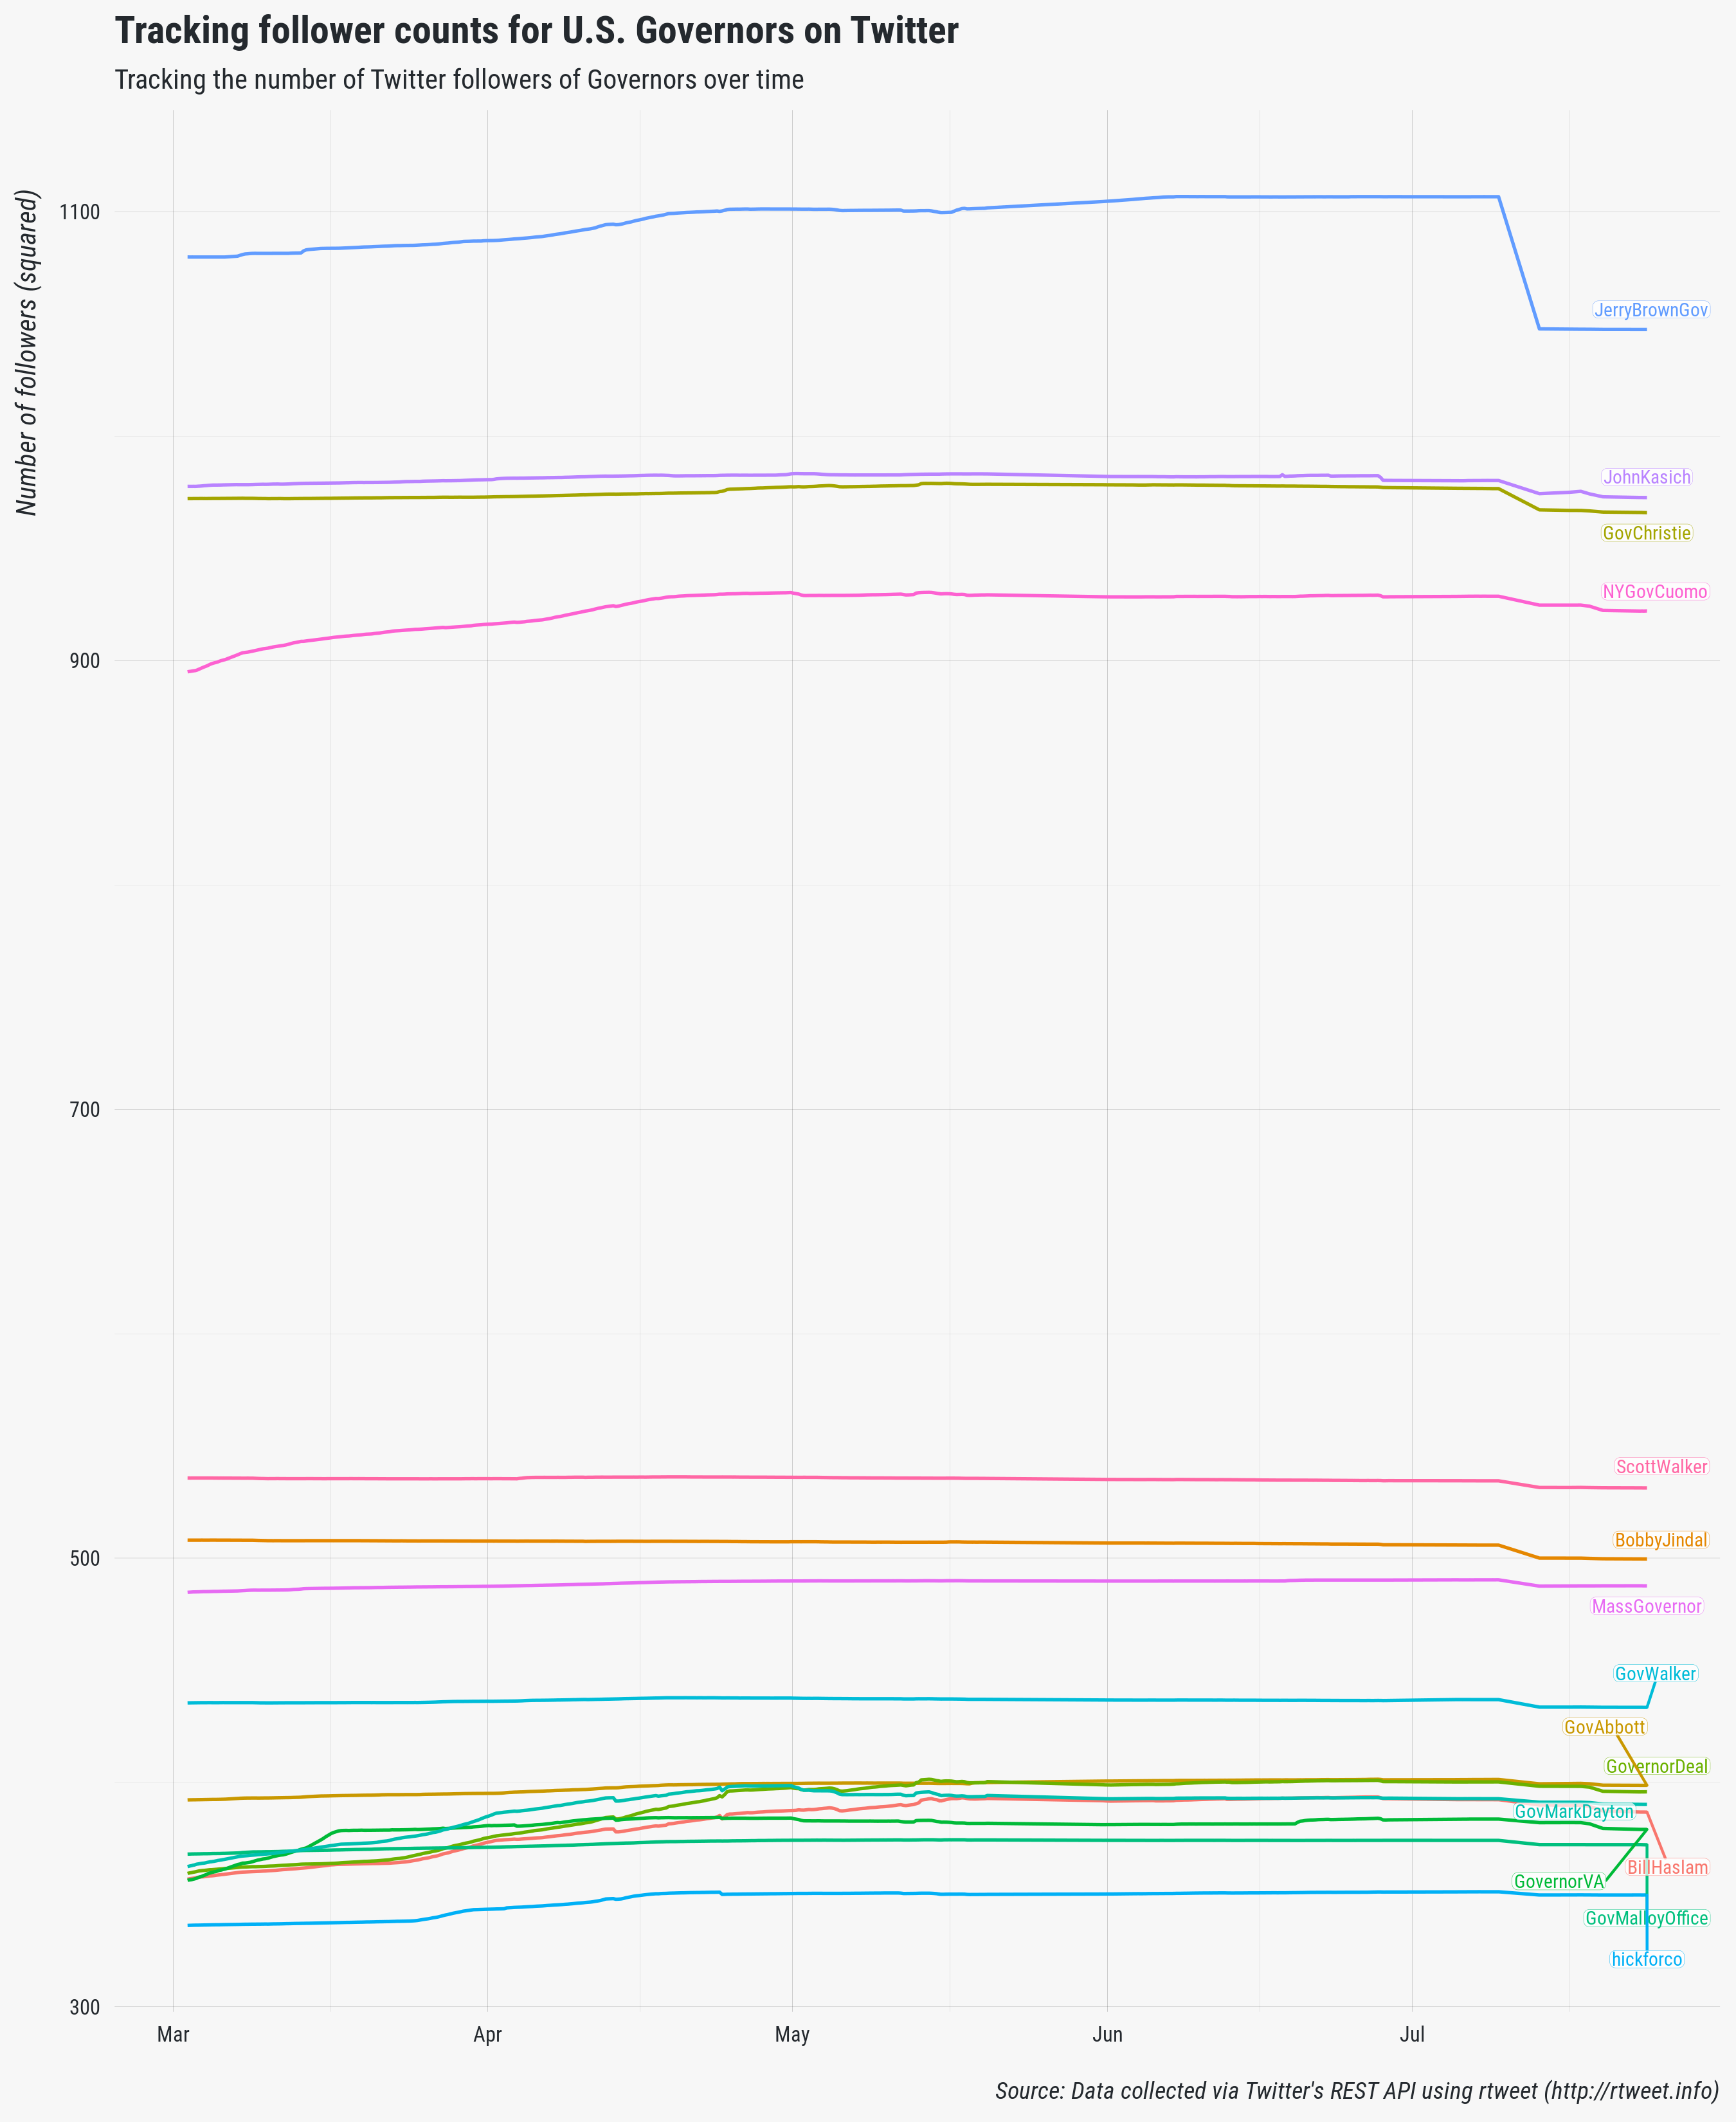 Tracking follower counts for U.S. Governors on Twitter
Tracking the number of Twitter followers of Governors over time
Number of followers (squared)
1100
900
700
500
300
JerryBrownGov
JohnKasich
GovChristie
NYGovCuomo
ScottWalker
BobbyJindal
MassGovernor
GovWalker
GovAbbott
GovernorDeal
GovMarkDayton
BillHaslam
GovernorVA
GovMalloyOffice
hickforco
Mar
Apr
May
Jun
Jul
Source: Data collected via Twitter's REST API using rtweet (http://rtweet.info)